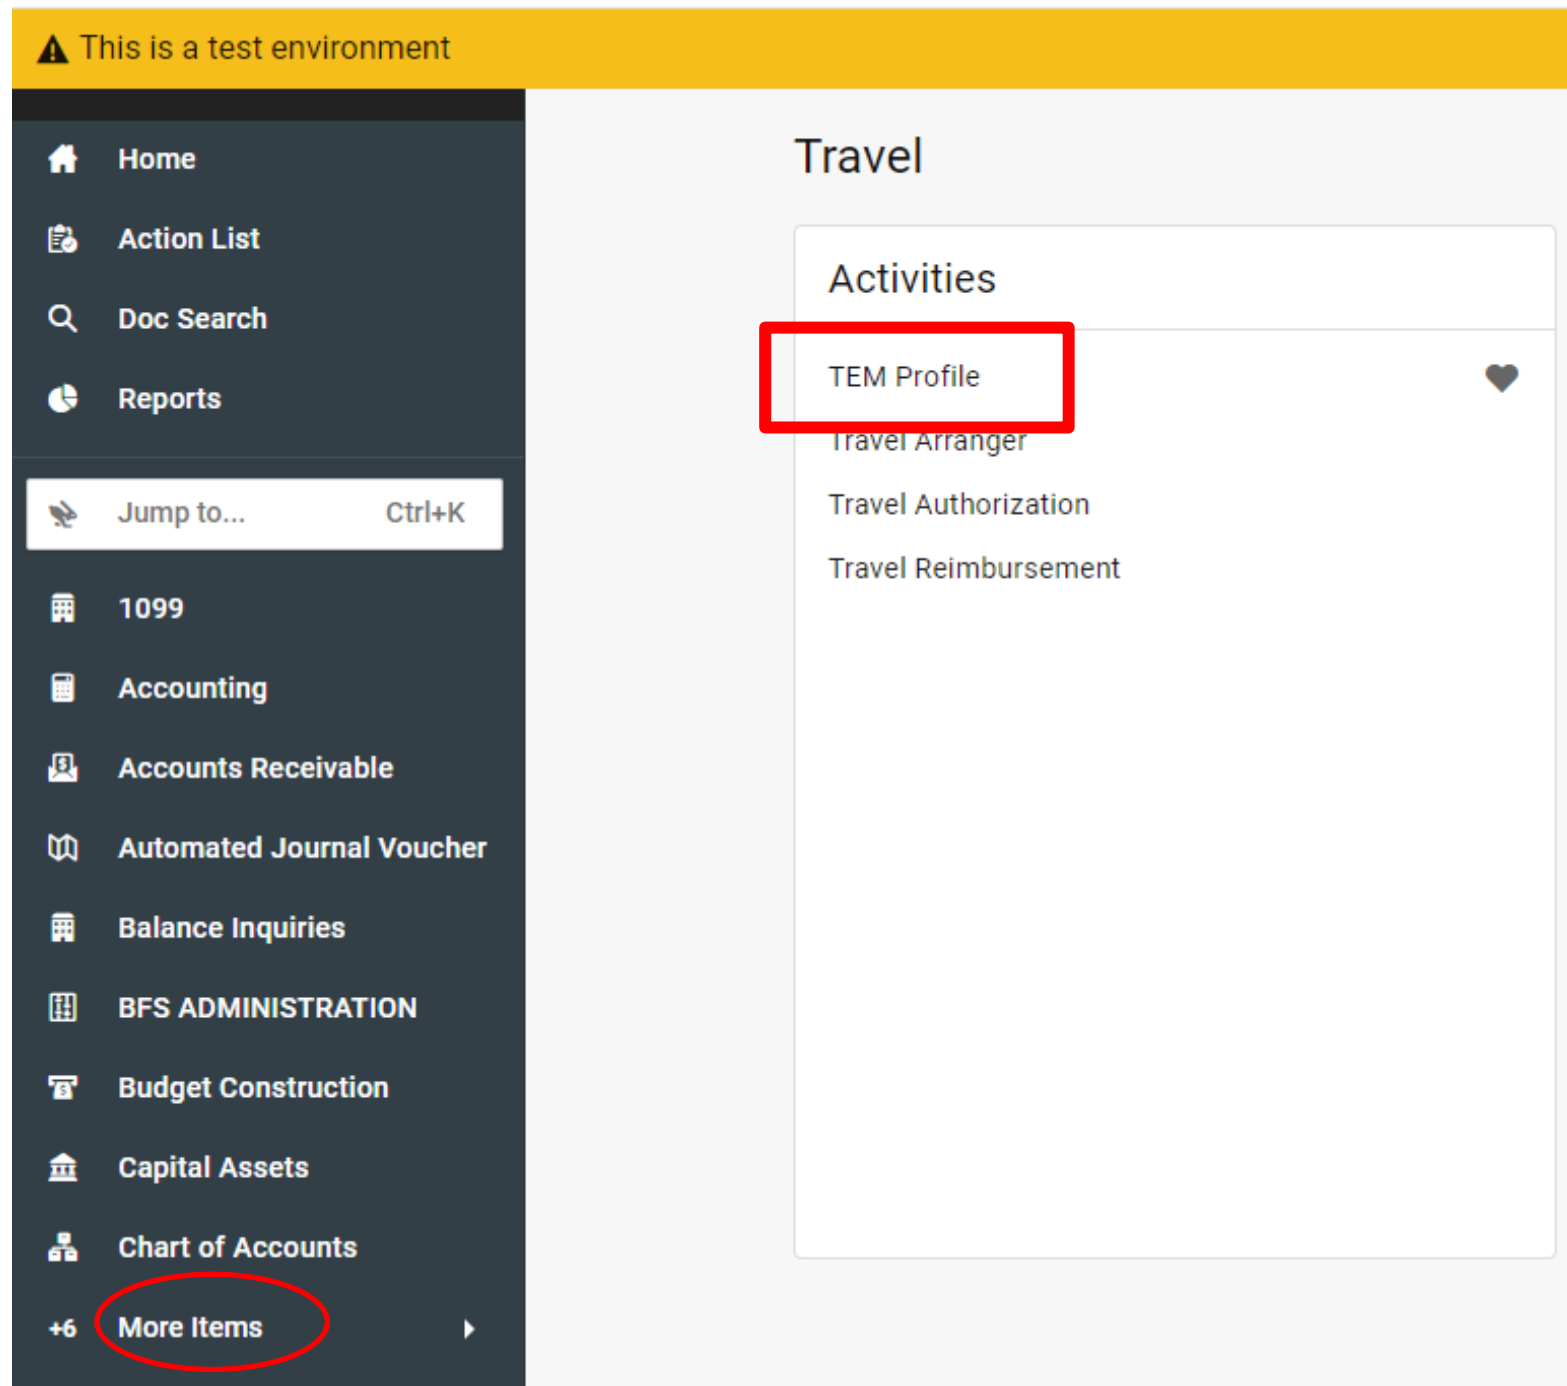 This is a test environment
Home
Action List
Doc Search
Reports
Jump to... Ctrl+K
1099
Accounting
Accounts Receivable
Automated Journal Voucher
Balance Inquiries
BFS ADMINISTRATION
Budget Construction
Capital Assets
Chart of Accounts
+6 More Items
Travel
Activities
TEM Profile
Travel Arranger
Travel Authorization
Travel Reimbursement